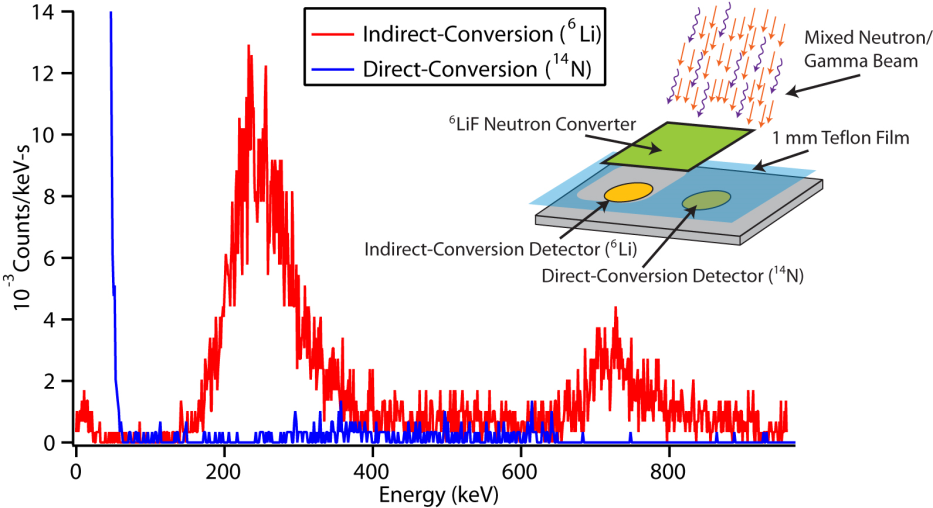 Indirect-Conversion (⁶Li)
Direct-Conversion (¹⁴N)
Mixed Neutron/
Gamma Beam
⁶LiF Neutron Converter
1 mm Teflon Film
Indirect-Conversion Detector (⁶Li)
Direct-Conversion Detector (¹⁴N)
10⁻³ Counts/keV-s
14
12
10
8
6
4
2
0
0 200 400 600 800
Energy (keV)